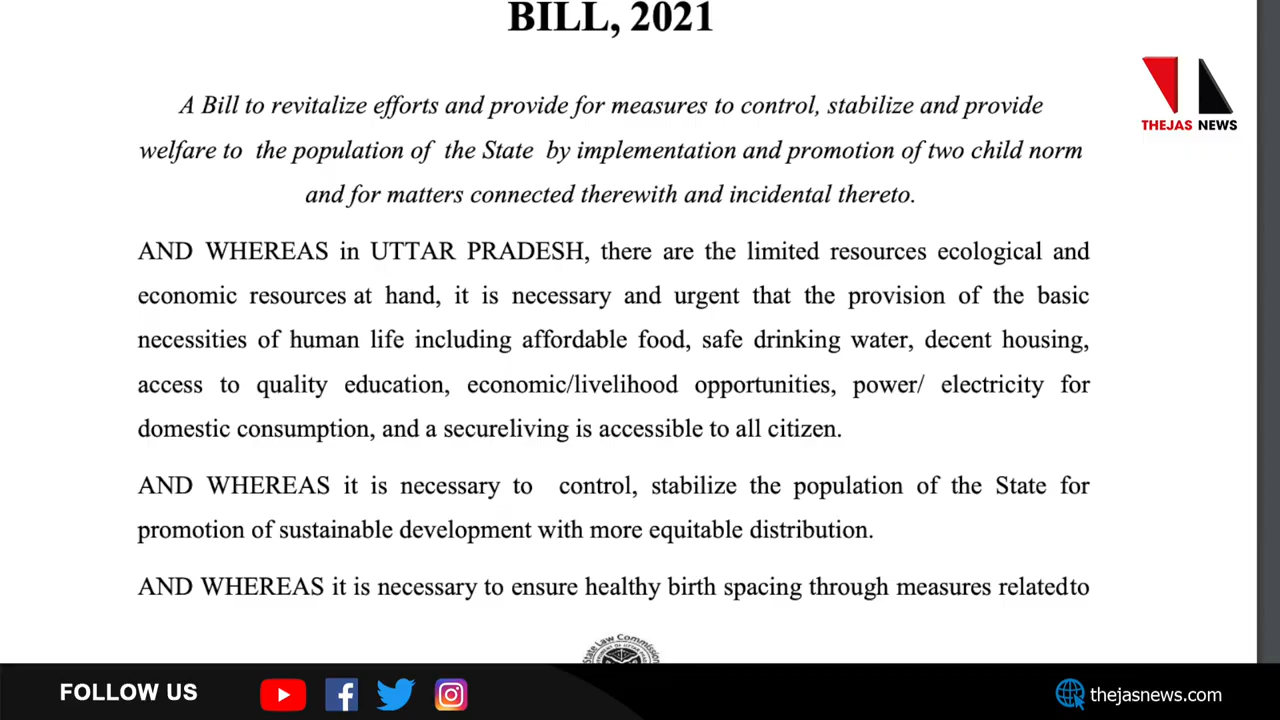 BILL, 2021
THEJAS NEWS
A Bill to revitalize efforts and provide for measures to control, stabilize and provide
welfare to the population of the State by implementation and promotion of two child norm
and for matters connected therewith and incidental thereto.
AND WHEREAS in UTTAR PRADESH, there are the limited resources ecological and
economic resources at hand, it is necessary and urgent that the provision of the basic
necessities of human life including affordable food, safe drinking water, decent housing,
access to quality education, economic/livelihood opportunities, power/ electricity for
domestic consumption, and a secureliving is accessible to all citizen.
AND WHEREAS it is necessary to control, stabilize the population of the State for
promotion of sustainable development with more equitable distribution.
AND WHEREAS it is necessary to ensure healthy birth spacing through measures relatedto
State Law Commission
FOLLOW US
thejasnews.com